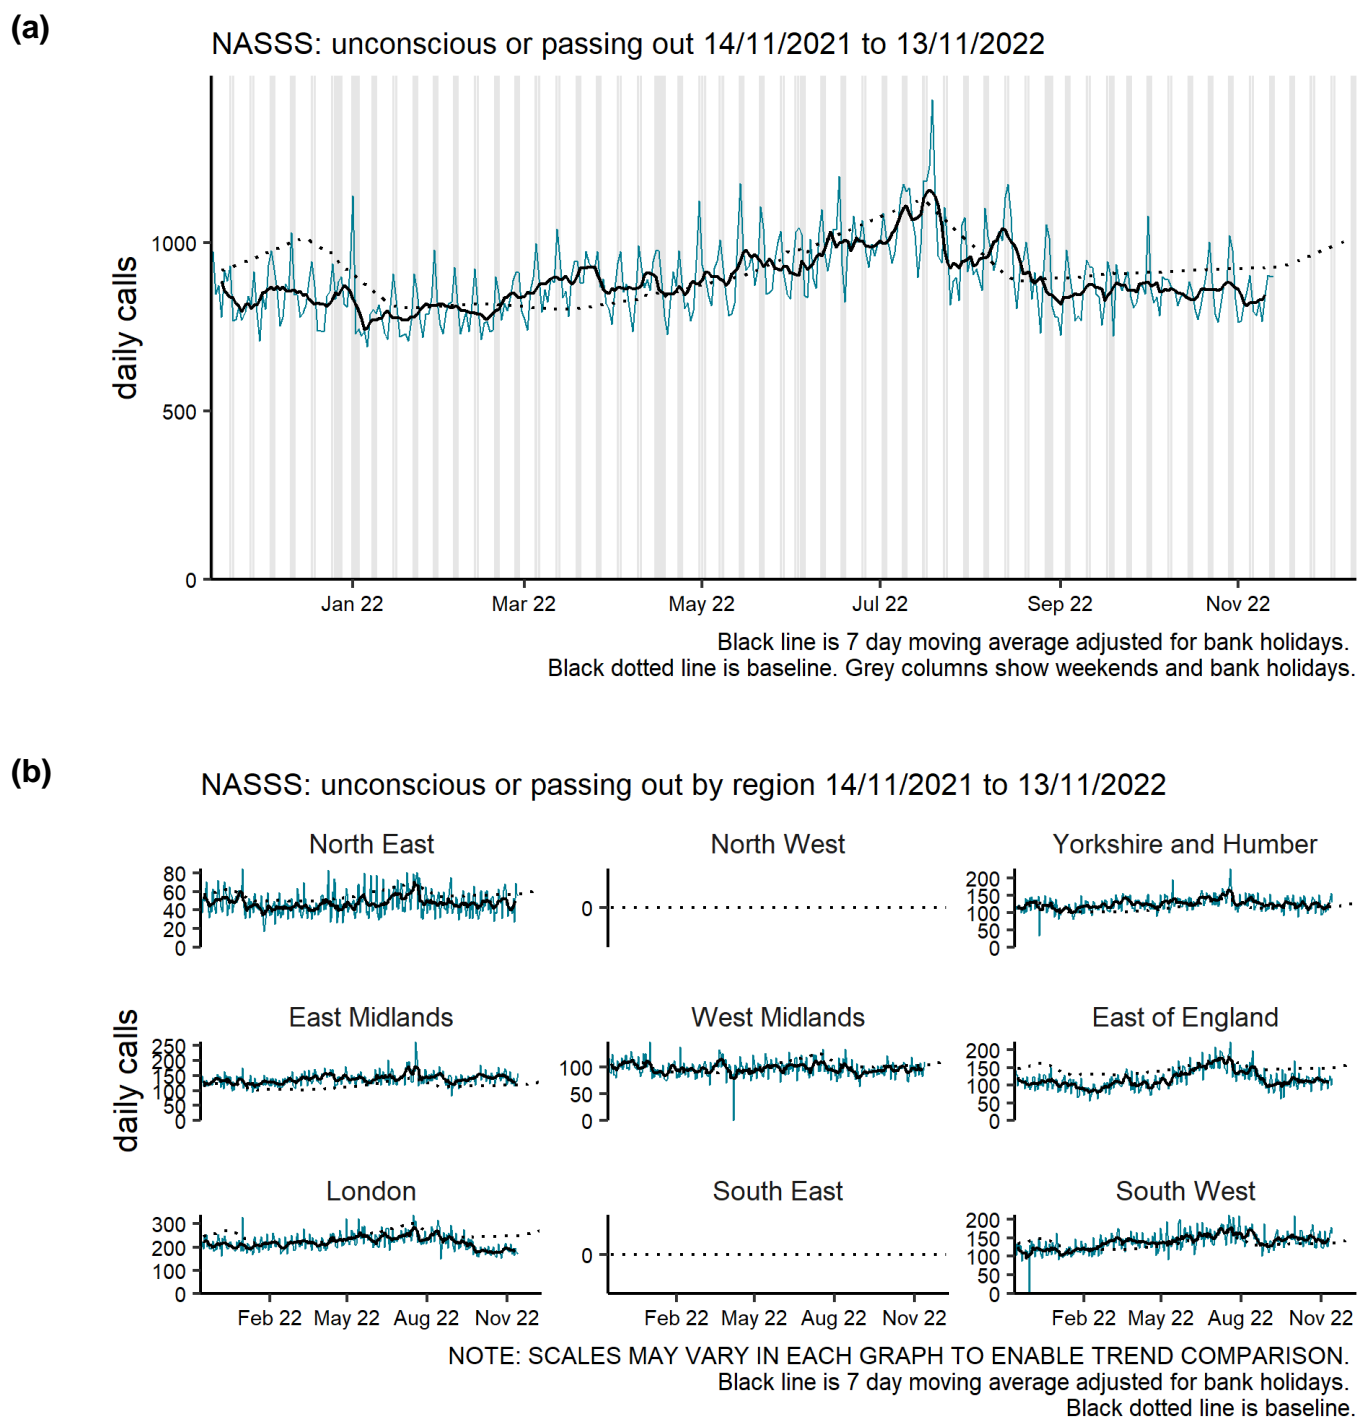 (a)
NASSS: unconscious or passing out 14/11/2021 to 13/11/2022
daily calls
1000
500
0
Jan 22 Mar 22 May 22 Jul 22 Sep 22 Nov 22
Black line is 7 day moving average adjusted for bank holidays.
Black dotted line is baseline. Grey columns show weekends and bank holidays.
(b)
NASSS: unconscious or passing out by region 14/11/2021 to 13/11/2022
daily calls
North East
80
60
40
20
0
North West
0
Yorkshire and Humber
200
150
100
50
0
East Midlands
250
200
150
100
50
0
West Midlands
100
50
0
East of England
200
150
100
50
0
London
300
200
100
0
South East
0
South West
200
150
100
50
0
Feb 22 May 22 Aug 22 Nov 22 Feb 22 May 22 Aug 22 Nov 22 Feb 22 May 22 Aug 22 Nov 22
NOTE: SCALES MAY VARY IN EACH GRAPH TO ENABLE TREND COMPARISON.
Black line is 7 day moving average adjusted for bank holidays.
Black dotted line is baseline.